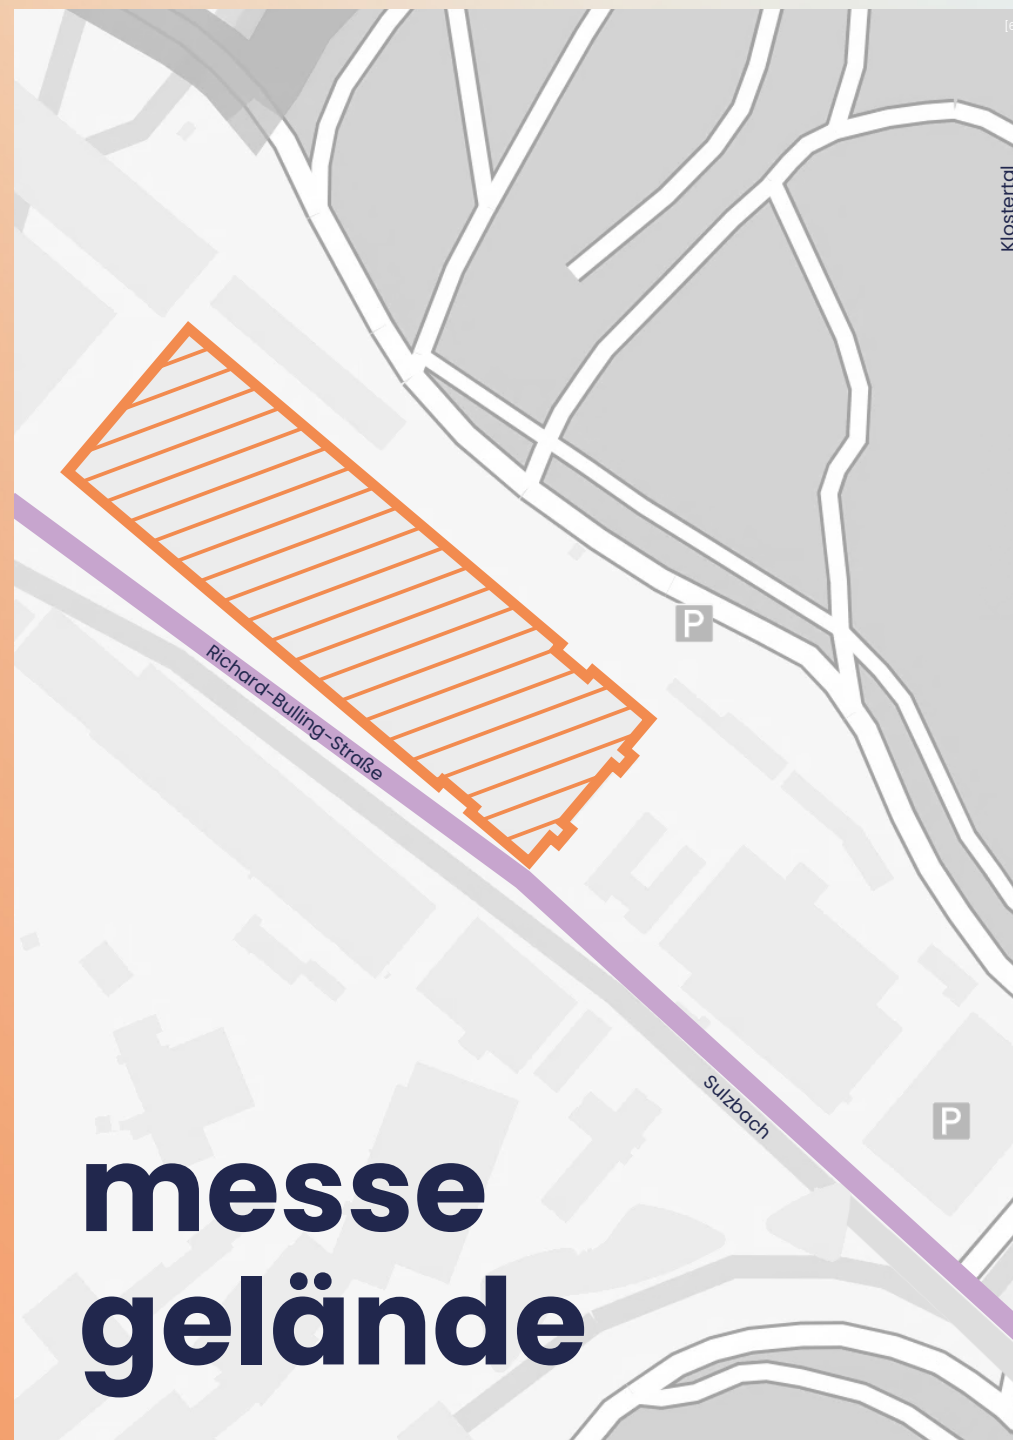 Klostertal
P
Richard-Bulling-Straße
Sulzbach
P
messe
gelände